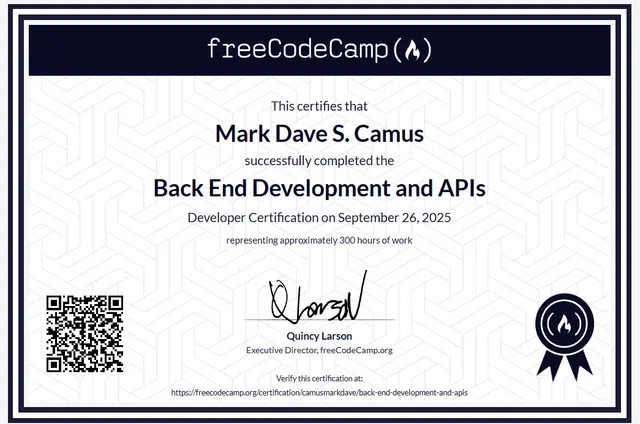 freeCodeCamp
This certifies that
Mark Dave S. Camus
successfully completed the
Back End Development and APIs
Developer Certification on September 26, 2025
representing approximately 300 hours of work
Quincy Larson
Executive Director, freeCodeCamp.org
Verify this certification at:
https://freecodecamp.org/certification/camusmarkdave/back-end-development-and-apis